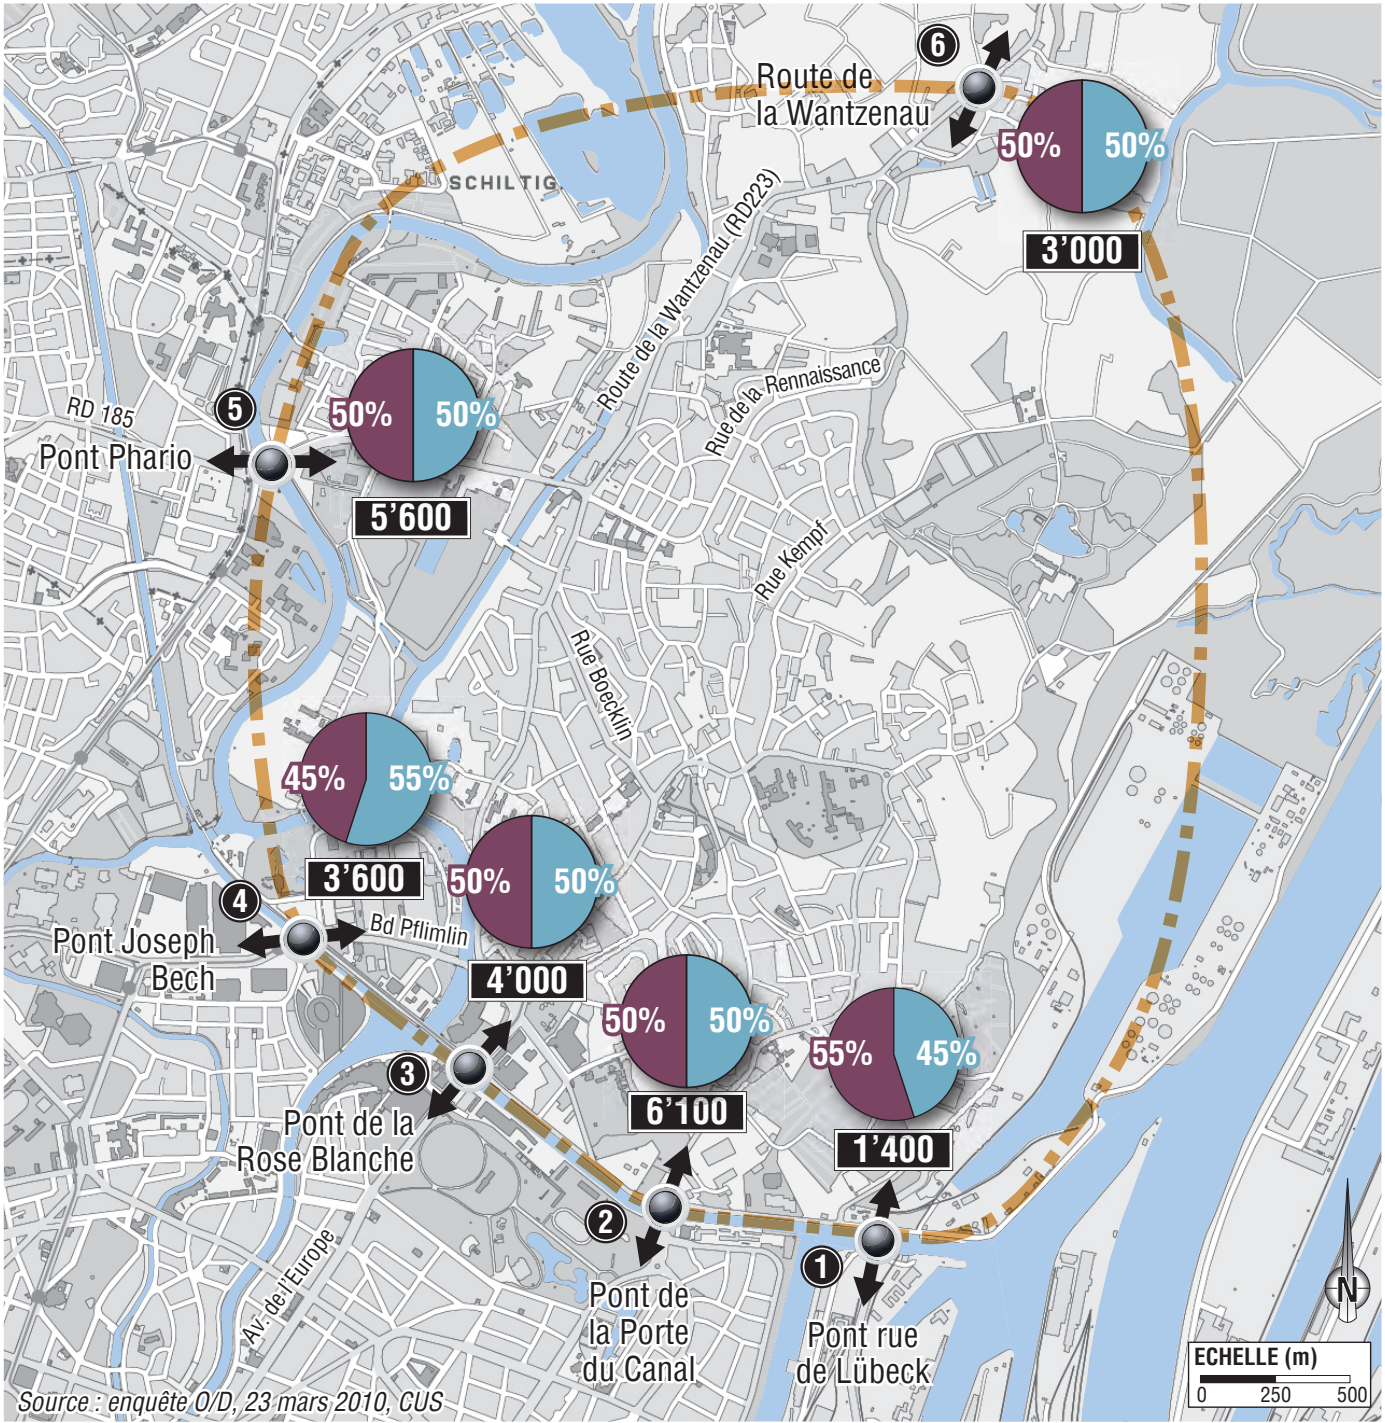 6
Route de
la Wantzenau
50%
50%
3’000
SCHILTIG
Route de la Wantzenau (RD223)
Rue de la Rennaissance
5
RD 185
Pont Phario
50%
50%
5’600
Rue Kempf
Rue Boecklin
45%
55%
3’600
4
Pont Joseph
Bech
Bd Pflimlin
50%
50%
4’000
3
Pont de la
Rose Blanche
50%
50%
6’100
55%
45%
1’400
2
Pont de
la Porte
du Canal
1
Pont rue
de Lübeck
Av. de l’Europe
N
ECHELLE (m)
0 250 500
Source : enquête O/D, 23 mars 2010, CUS